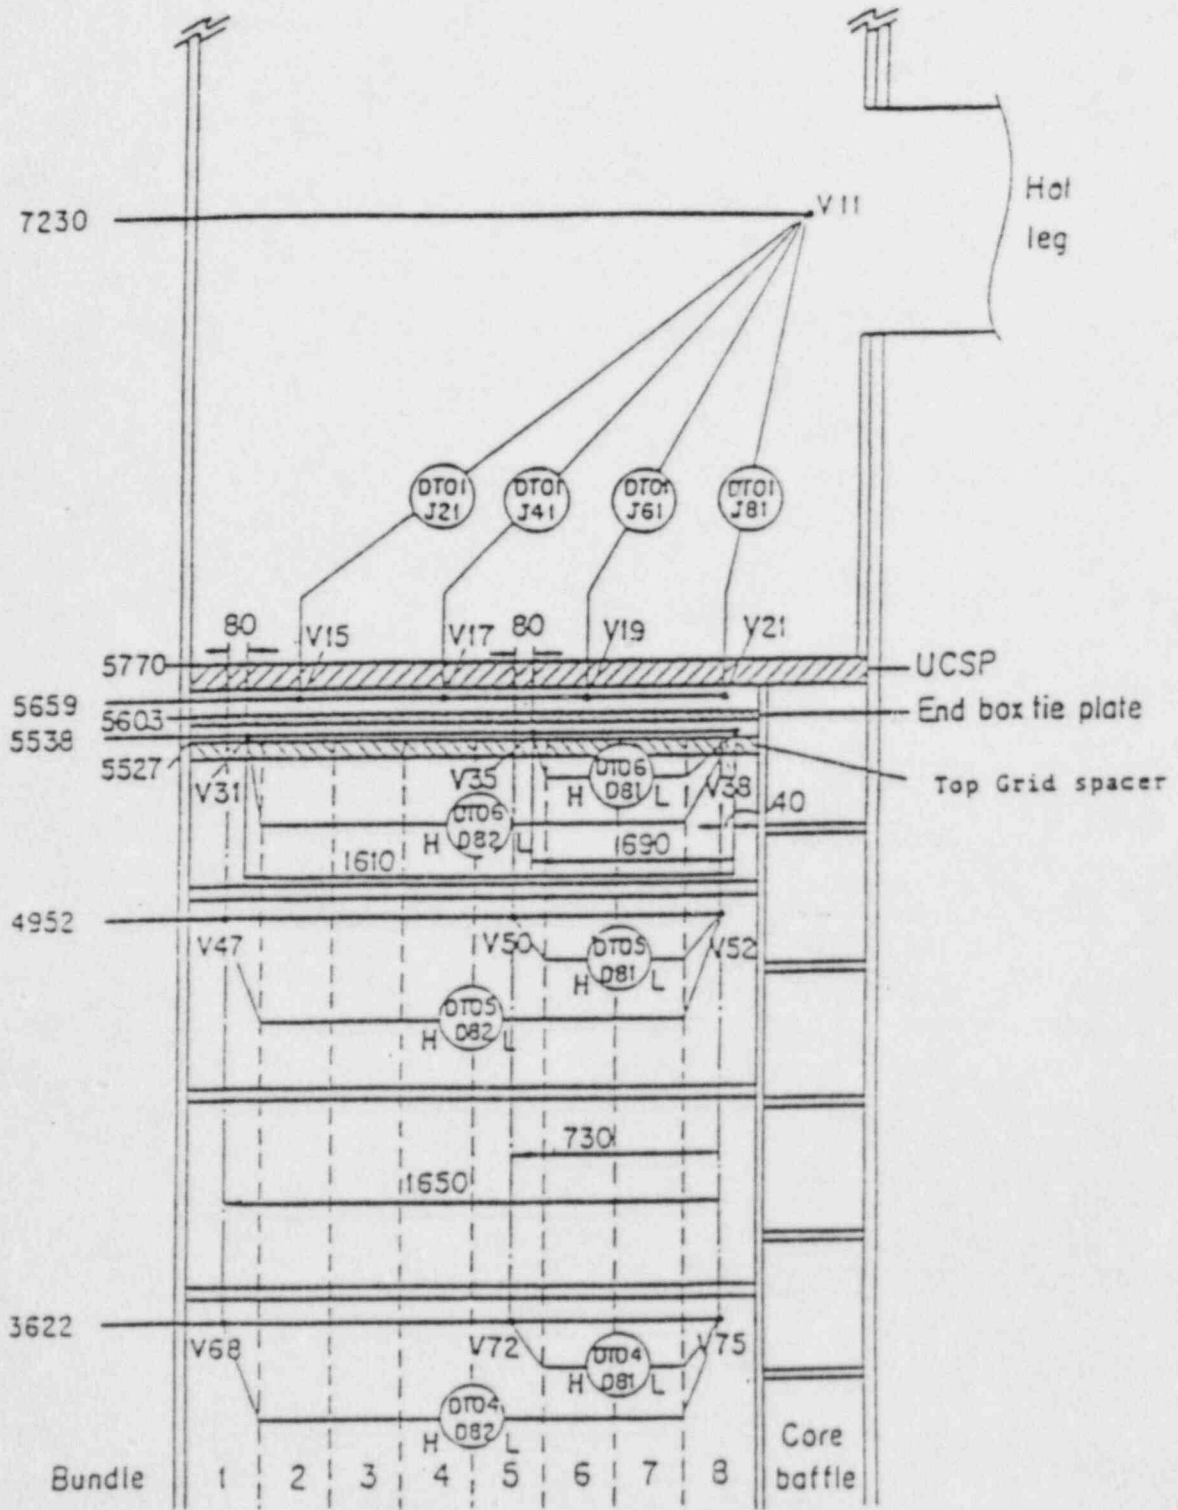 7230
V11
Hot
leg
DT01
J21
DT01
J41
DT01
J61
DT01
J81
80
V15
V17
80
V19
V21
5770
UCSP
5659
End box tie plate
5603
5538
5527
V31
V35
DT06
D81
H
L
V38
Top Grid spacer
DT06
D82
H
L
40
1610
1690
4952
V47
V50
DT05
D81
H
L
V52
DT05
D82
H
L
730
1650
3622
V68
V72
DT04
D81
H
L
V75
DT04
D82
H
L
Bundle 1 2 3 4 5 6 7 8
Core
baffle